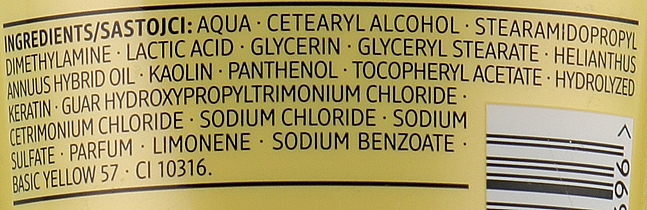 INGREDIENTS/SASTOJCI: AQUA · CETEARYL ALCOHOL · STEARAMIDOPROPYL
DIMETHYLAMINE · LACTIC ACID · GLYCERIN · GLYCERYL STEARATE · HELIANTHUS
ANNUUS HYBRID OIL · KAOLIN · PANTHENOL · TOCOPHERYL ACETATE · HYDROLYZED
KERATIN · GUAR HYDROXYPROPYLTRIMONIUM CHLORIDE ·
CETRIMONIUM CHLORIDE · SODIUM CHLORIDE · SODIUM
SULFATE · PARFUM · LIMONENE · SODIUM BENZOATE ·
BASIC YELLOW 57 · CI 10316.